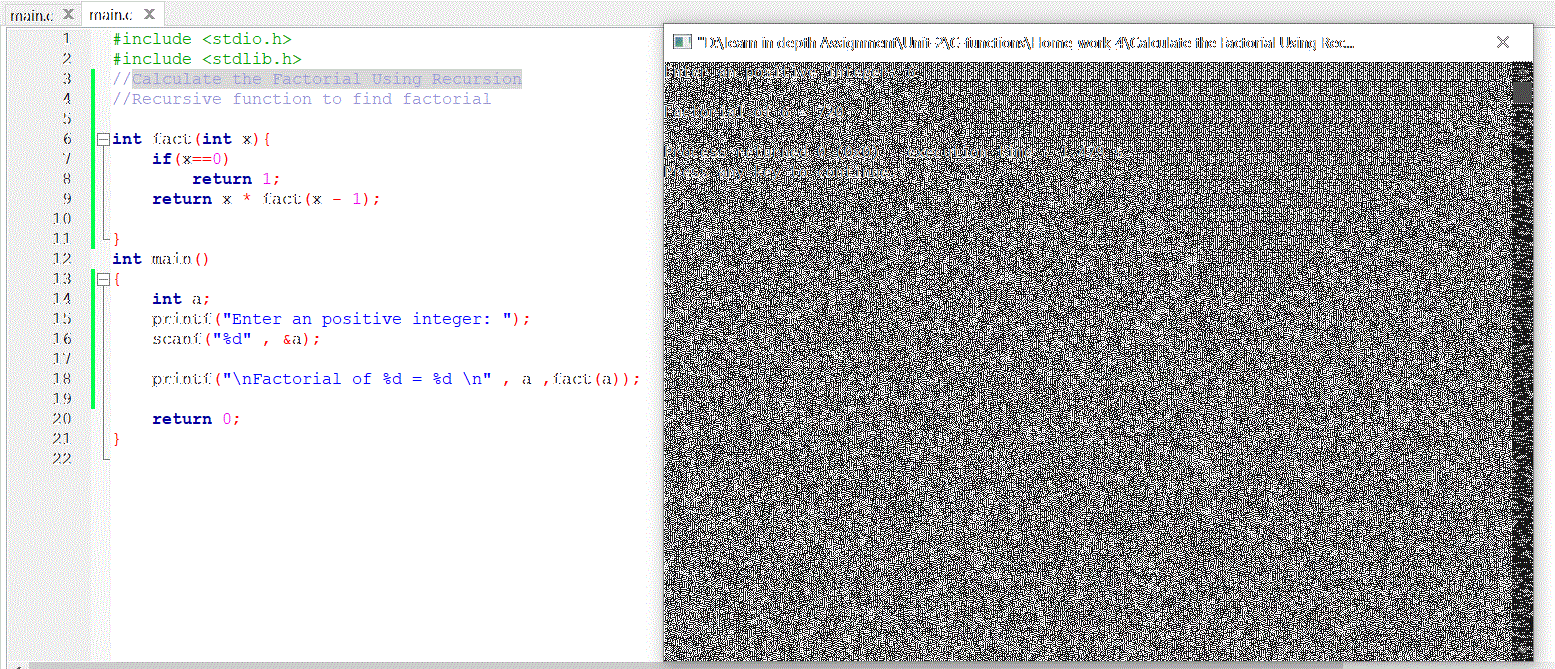 main.c main.c
1 #include <stdio.h>
2 #include <stdlib.h>
3 //Calculate the Factorial Using Recursion
4 //Recursive function to find factorial
5
6 int fact(int x){
7 if(x==0)
8 return 1;
9 return x * fact(x - 1);
10
11 }
12 int main()
13 {
14 int a;
15 printf("Enter an positive integer: ");
16 scanf("%d" , &a);
17
18 printf("\nFactorial of %d = %d \n" , a ,fact(a));
19
20 return 0;
21 }
22
"D:\learn in depth Assignment\Unit-2\C-functions\Home work 4\Calculate the Factorial Using Rec...